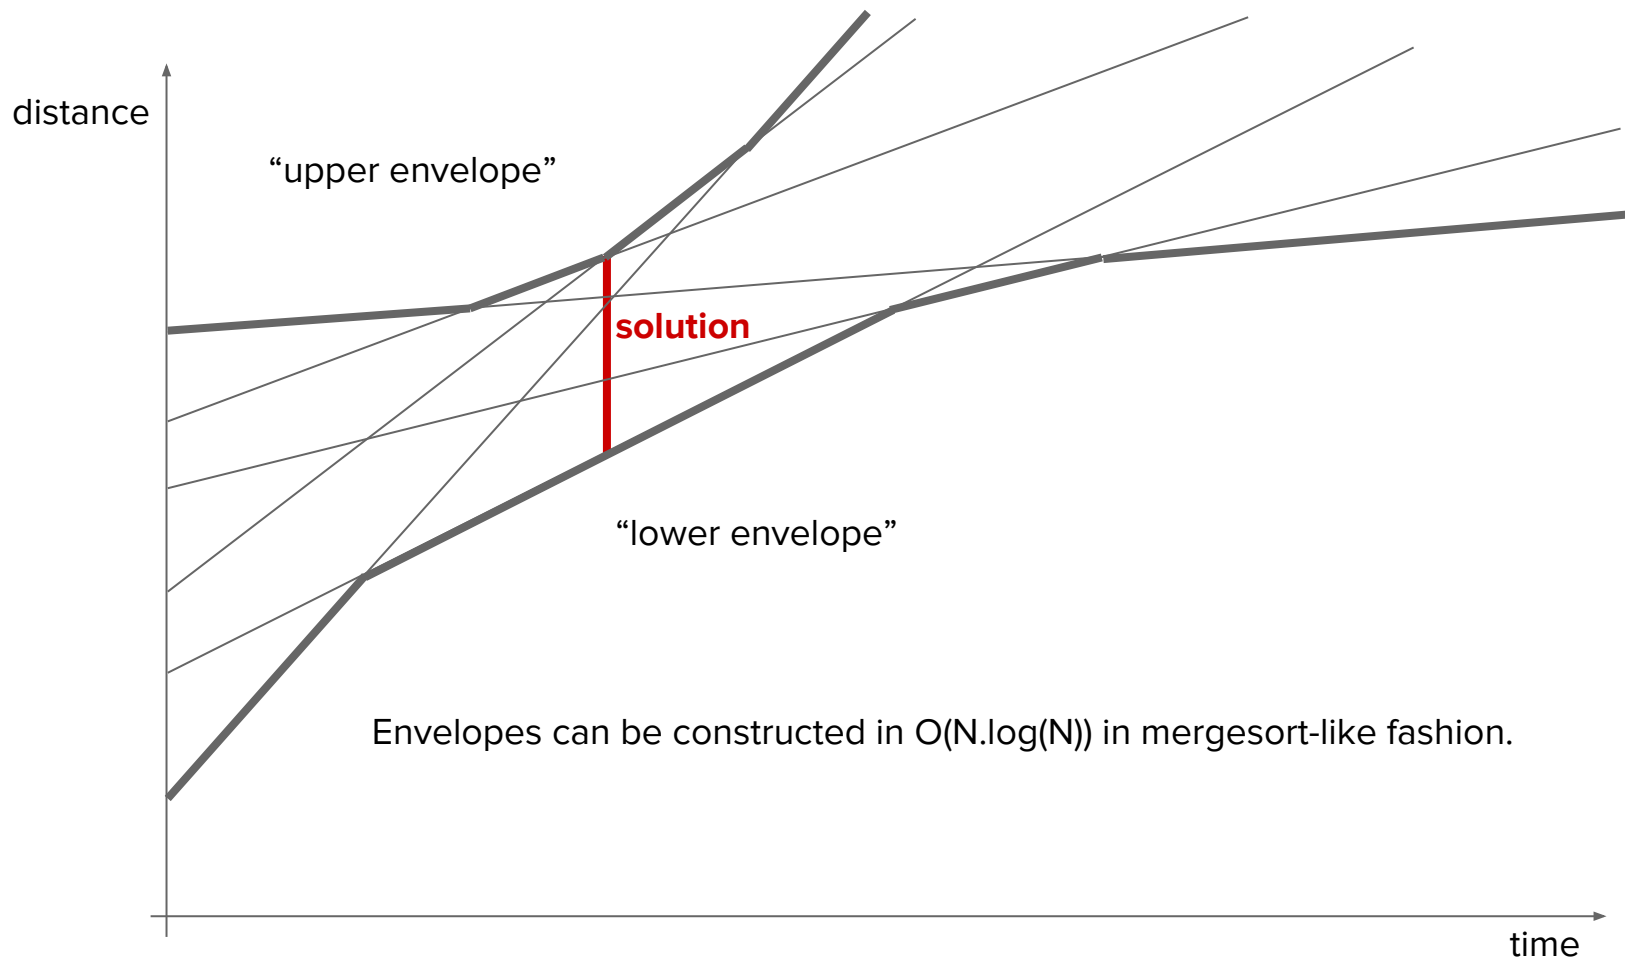 distance
“upper envelope”
solution
“lower envelope”
Envelopes can be constructed in O(N.log(N)) in mergesort-like fashion.
time